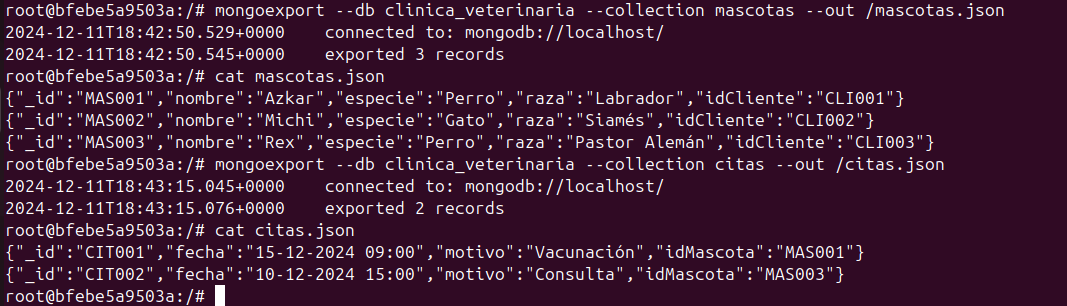 root@bfebe5a9503a:/# mongoexport --db clinica_veterinaria --collection mascotas --out /mascotas.json
2024-12-11T18:42:50.529+0000    connected to: mongodb://localhost/
2024-12-11T18:42:50.545+0000    exported 3 records
root@bfebe5a9503a:/# cat mascotas.json
{"_id":"MAS001","nombre":"Azkar","especie":"Perro","raza":"Labrador","idCliente":"CLI001"}
{"_id":"MAS002","nombre":"Michi","especie":"Gato","raza":"Siamés","idCliente":"CLI002"}
{"_id":"MAS003","nombre":"Rex","especie":"Perro","raza":"Pastor Alemán","idCliente":"CLI003"}
root@bfebe5a9503a:/# mongoexport --db clinica_veterinaria --collection citas --out /citas.json
2024-12-11T18:43:15.045+0000    connected to: mongodb://localhost/
2024-12-11T18:43:15.076+0000    exported 2 records
root@bfebe5a9503a:/# cat citas.json
{"_id":"CIT001","fecha":"15-12-2024 09:00","motivo":"Vacunación","idMascota":"MAS001"}
{"_id":"CIT002","fecha":"10-12-2024 15:00","motivo":"Consulta","idMascota":"MAS003"}
root@bfebe5a9503a:/#